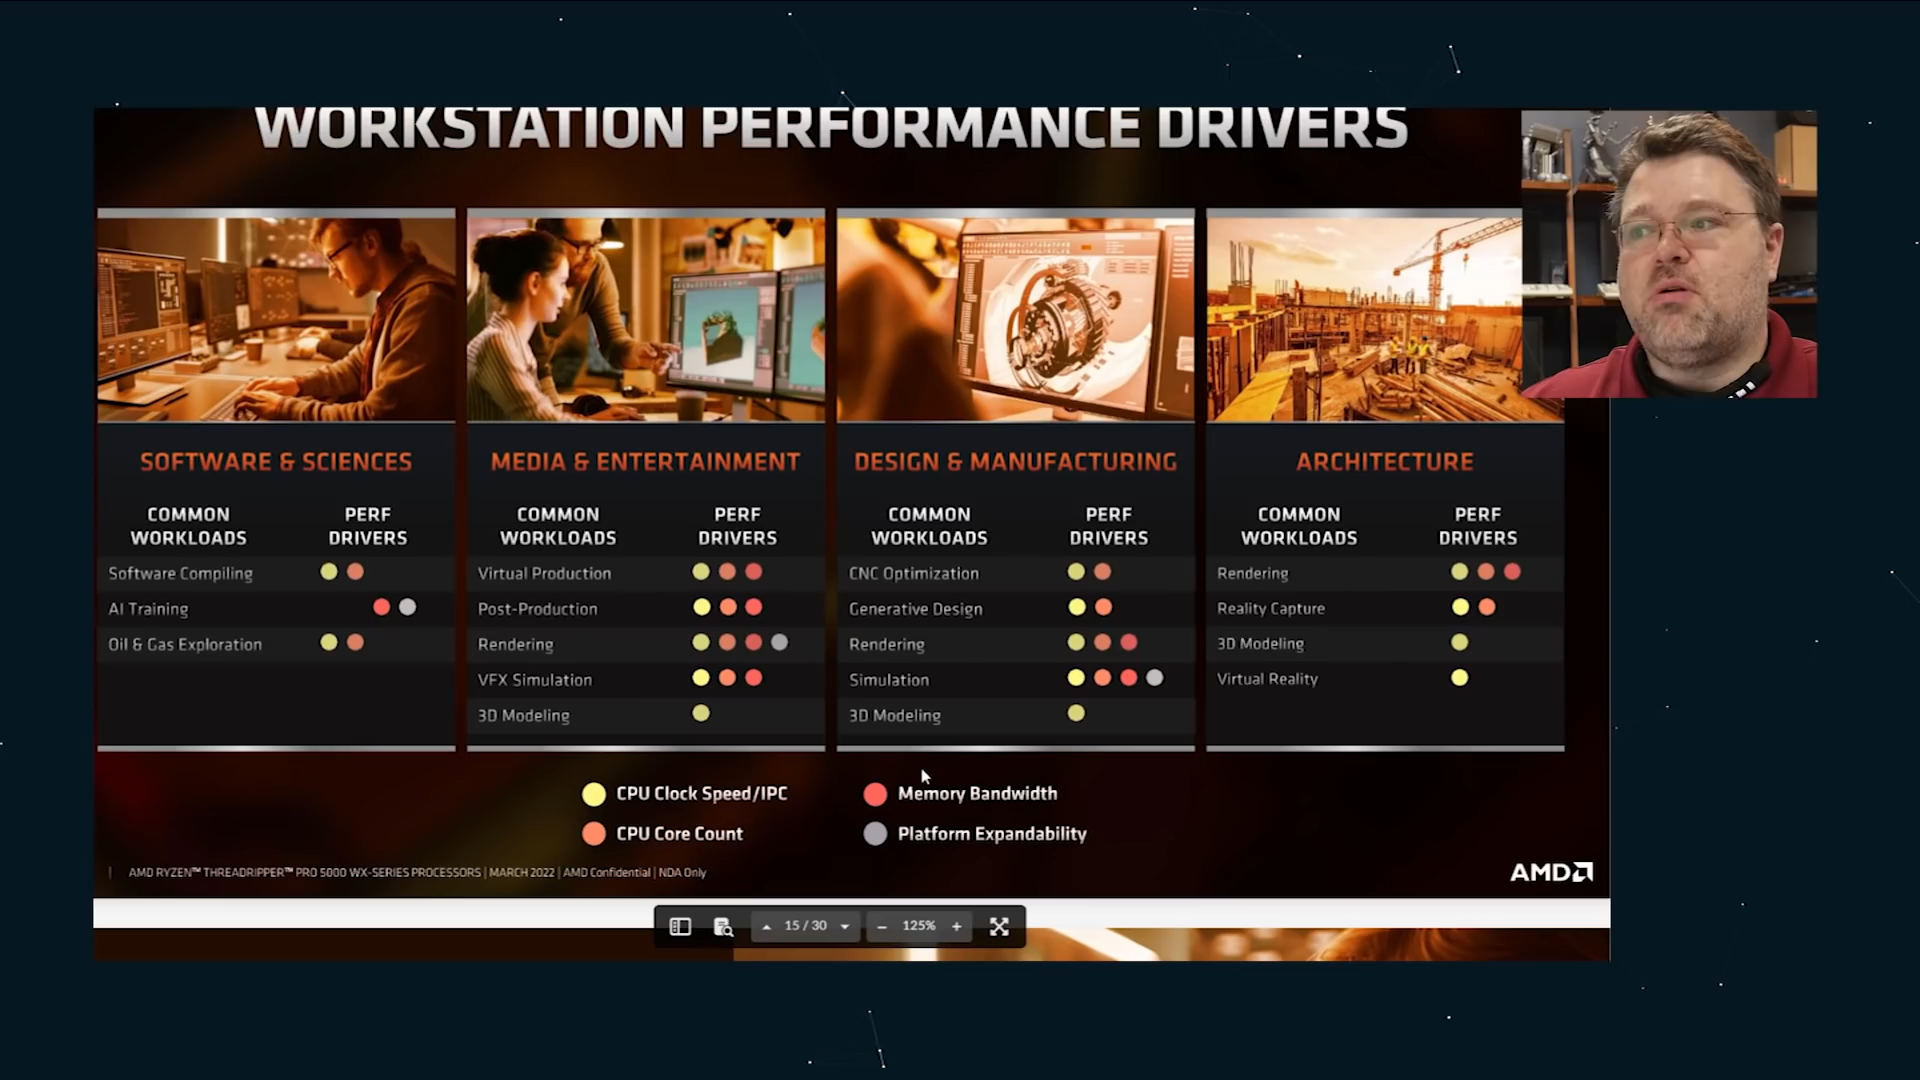 WORKSTATION PERFORMANCE DRIVERS
SOFTWARE & SCIENCES
COMMON WORKLOADS
PERF DRIVERS
Software Compiling
AI Training
Oil & Gas Exploration
MEDIA & ENTERTAINMENT
COMMON WORKLOADS
PERF DRIVERS
Virtual Production
Post-Production
Rendering
VFX Simulation
3D Modeling
DESIGN & MANUFACTURING
COMMON WORKLOADS
PERF DRIVERS
CNC Optimization
Generative Design
Rendering
Simulation
3D Modeling
ARCHITECTURE
COMMON WORKLOADS
PERF DRIVERS
Rendering
Reality Capture
3D Modeling
Virtual Reality
CPU Clock Speed/IPC
Memory Bandwidth
CPU Core Count
Platform Expandability
AMD RYZEN™ THREADRIPPER™ PRO 5000 WX-SERIES PROCESSORS | MARCH 2022 | AMD Confidential | NDA Only
AMD
15 / 30
125%